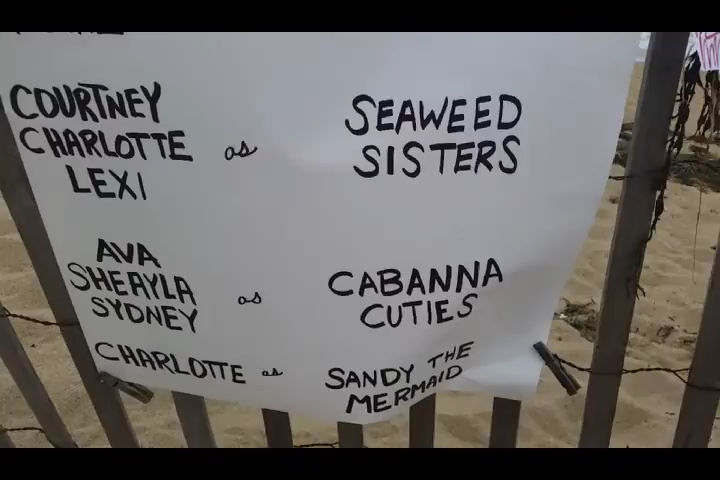 COURTNEY
CHARLOTTE as SEAWEED
LEXI SISTERS
AVA
SHEAYLA as CABANNA
SYDNEY CUTIES
CHARLOTTE as SANDY THE
MERMAID